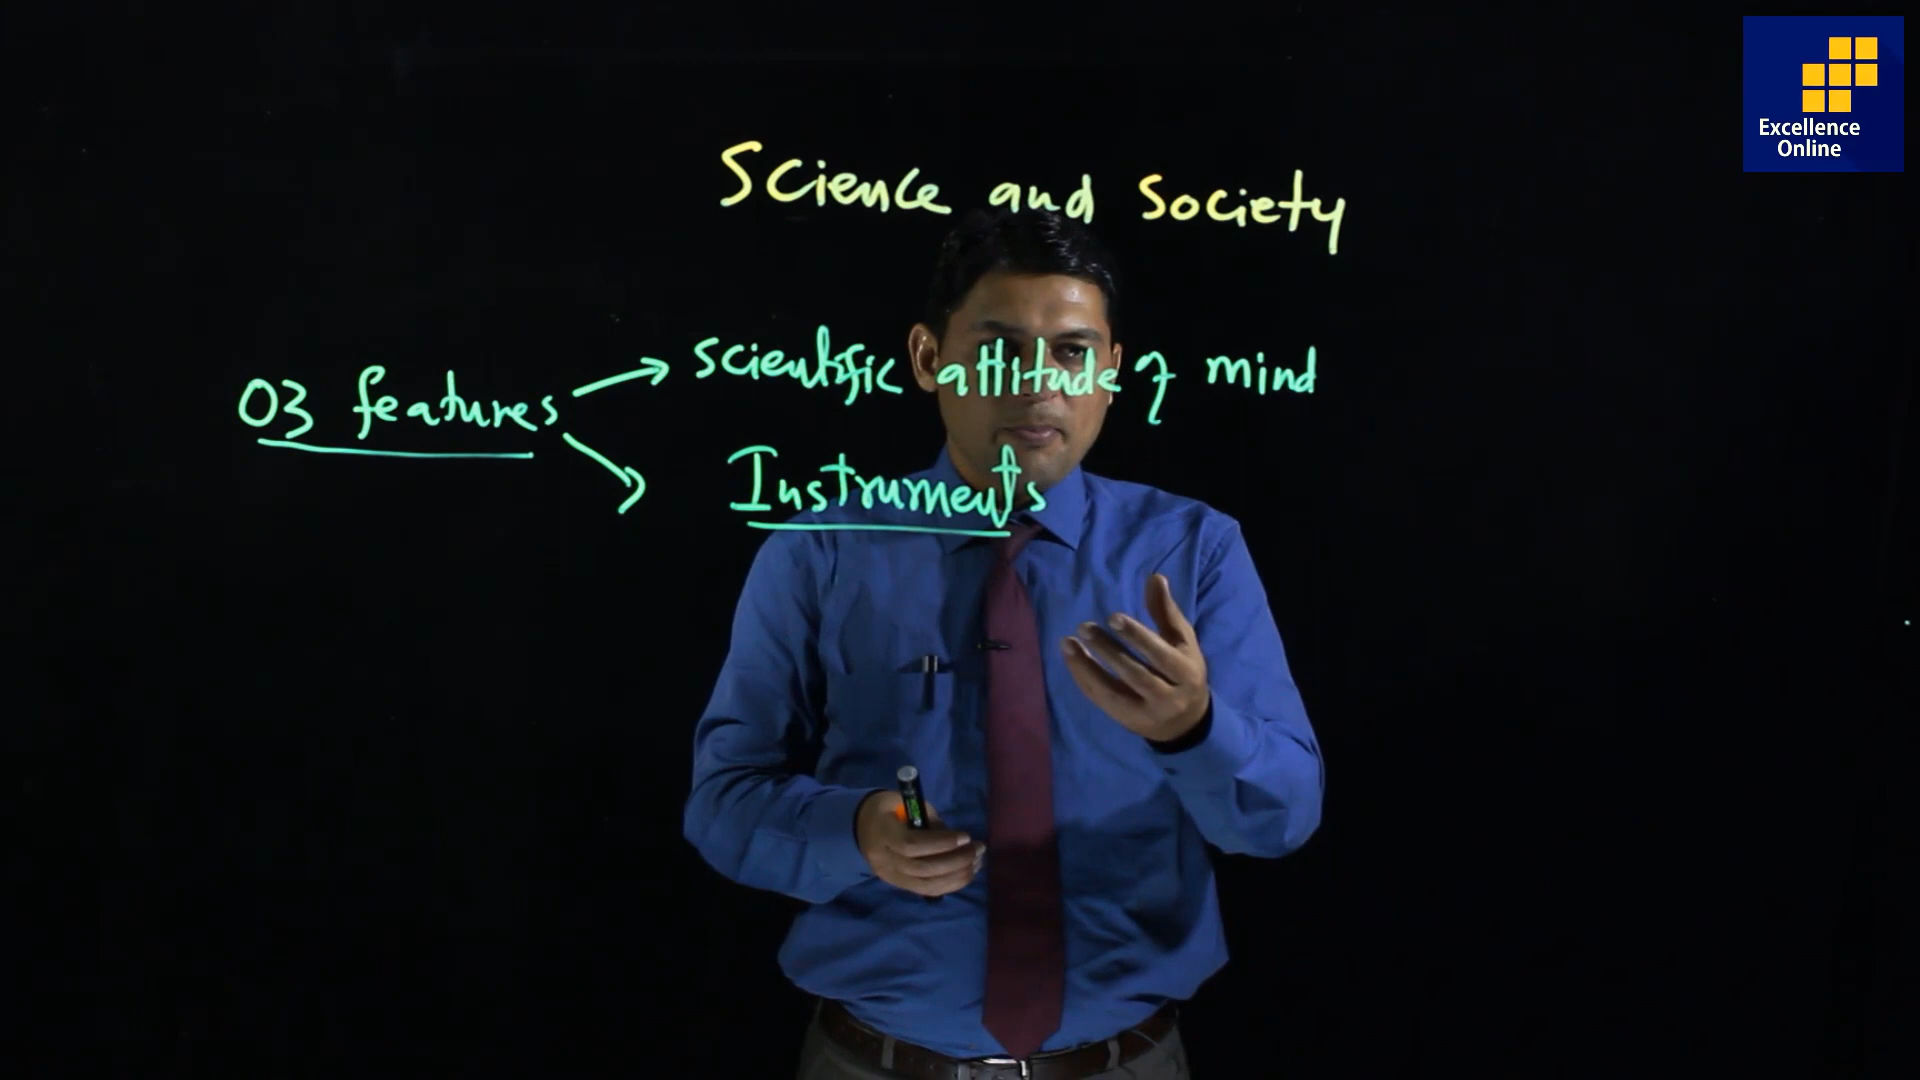 Excellence
Online
Science and Society
03 features
Scientific attitude of mind
Instruments